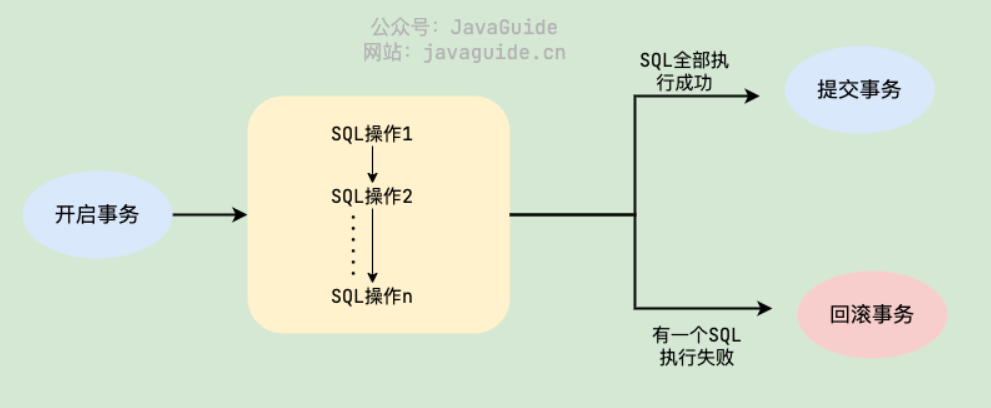 公众号：JavaGuide
网站：javaguide.cn
开启事务
SQL操作1
SQL操作2
SQL操作n
SQL全部执
行成功
提交事务
有一个SQL
执行失败
回滚事务